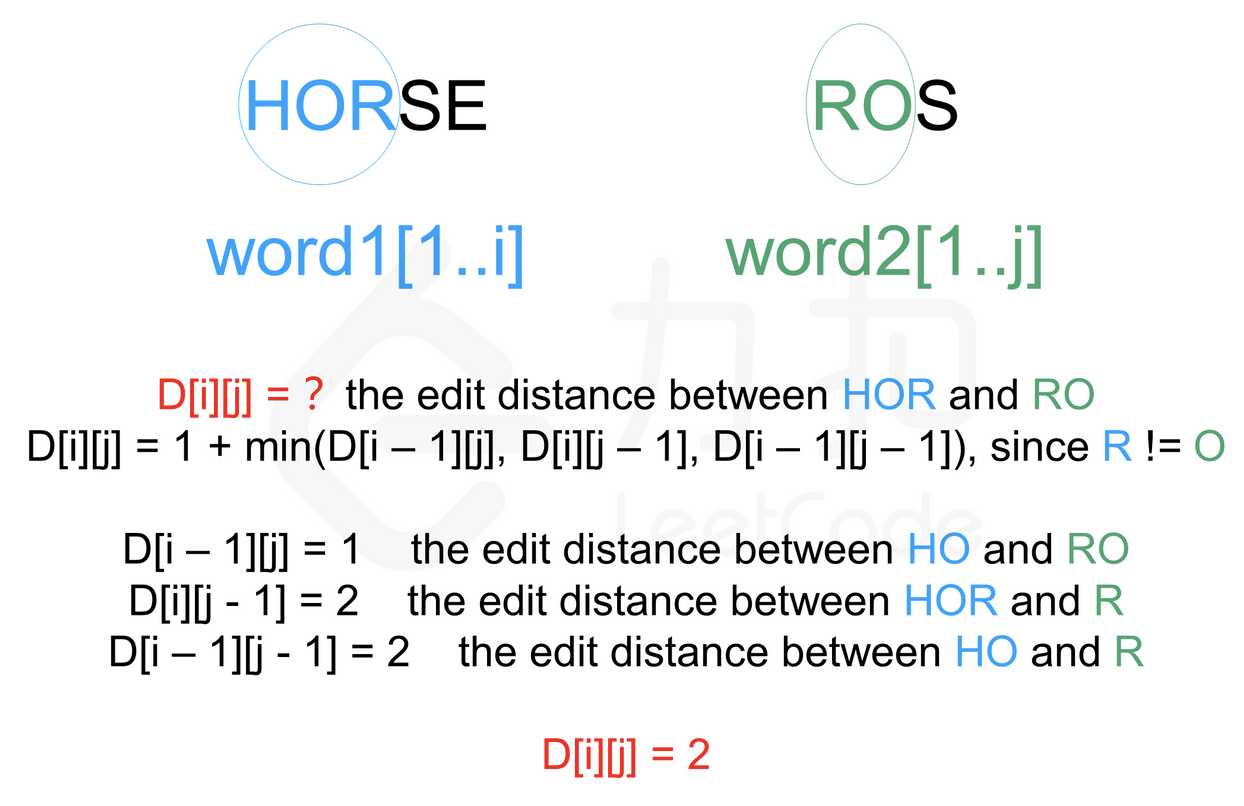 HORSE ROS
word1[1..i] word2[1..j]
力扣
D[i][j] = ? the edit distance between HOR and RO
D[i][j] = 1 + min(D[i – 1][j], D[i][j – 1], D[i – 1][j – 1]), since R != O
LeetCode
D[i – 1][j] = 1 the edit distance between HO and RO
D[i][j - 1] = 2 the edit distance between HOR and R
D[i – 1][j - 1] = 2 the edit distance between HO and R
D[i][j] = 2